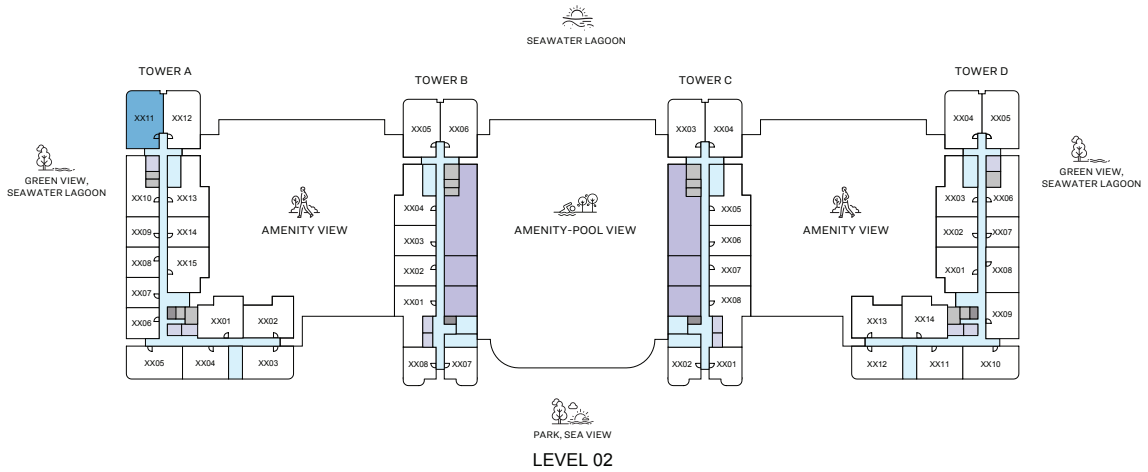 SEAWATER LAGOON
TOWER A
TOWER B
TOWER C
TOWER D
XX11
XX12
XX05
XX06
XX03
XX04
XX04
XX05
GREEN VIEW,
SEAWATER LAGOON
GREEN VIEW,
SEAWATER LAGOON
XX10
XX13
XX09
XX14
XX08
XX15
XX07
XX06
XX01
XX02
XX05
XX04
XX03
AMENITY VIEW
XX04
XX03
XX02
XX01
XX08
XX07
AMENITY-POOL VIEW
XX05
XX06
XX07
XX08
XX02
XX01
AMENITY VIEW
XX03
XX06
XX02
XX07
XX01
XX08
XX09
XX13
XX14
XX12
XX11
XX10
PARK, SEA VIEW
LEVEL 02